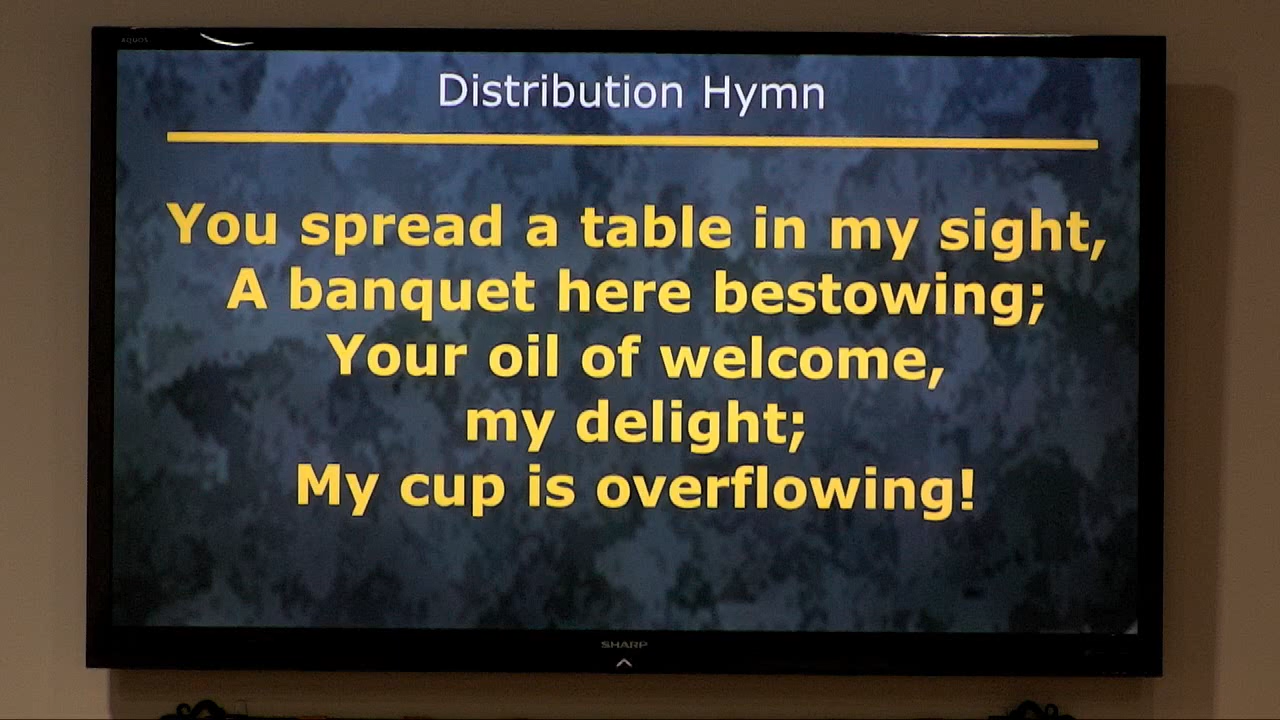 AQUOS
Distribution Hymn
You spread a table in my sight,
A banquet here bestowing;
Your oil of welcome,
my delight;
My cup is overflowing!
SHARP